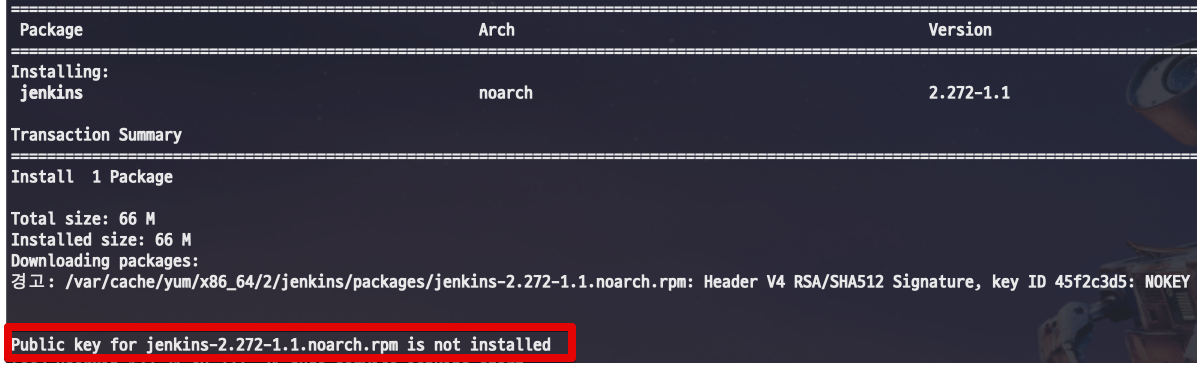 ================================================================================
Package Arch Version
================================================================================
Installing:
jenkins noarch 2.272-1.1
Transaction Summary
================================================================================
Install 1 Package
Total size: 66 M
Installed size: 66 M
Downloading packages:
경고: /var/cache/yum/x86_64/2/jenkins/packages/jenkins-2.272-1.1.noarch.rpm: Header V4 RSA/SHA512 Signature, key ID 45f2c3d5: NOKEY
Public key for jenkins-2.272-1.1.noarch.rpm is not installed